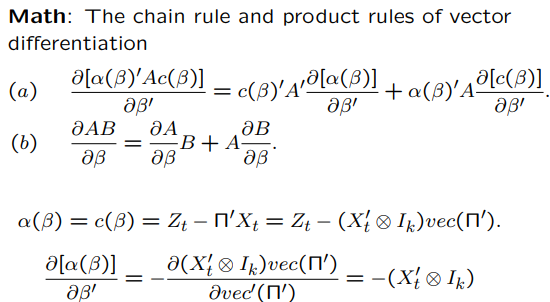 Math: The chain rule and product rules of vector
differentiation
(a) ∂[α(β)′Ac(β)]/∂β′ = c(β)′A′ ∂[α(β)]/∂β′ + α(β)′A ∂[c(β)]/∂β′.
(b) ∂AB/∂β = ∂A/∂β B + A ∂B/∂β.
α(β) = c(β) = Z_t − Π′X_t = Z_t − (X′_t ⊗ I_k)vec(Π′).
∂[α(β)]/∂β′ = − ∂(X′_t ⊗ I_k)vec(Π′)/∂vec′(Π′) = −(X′_t ⊗ I_k)